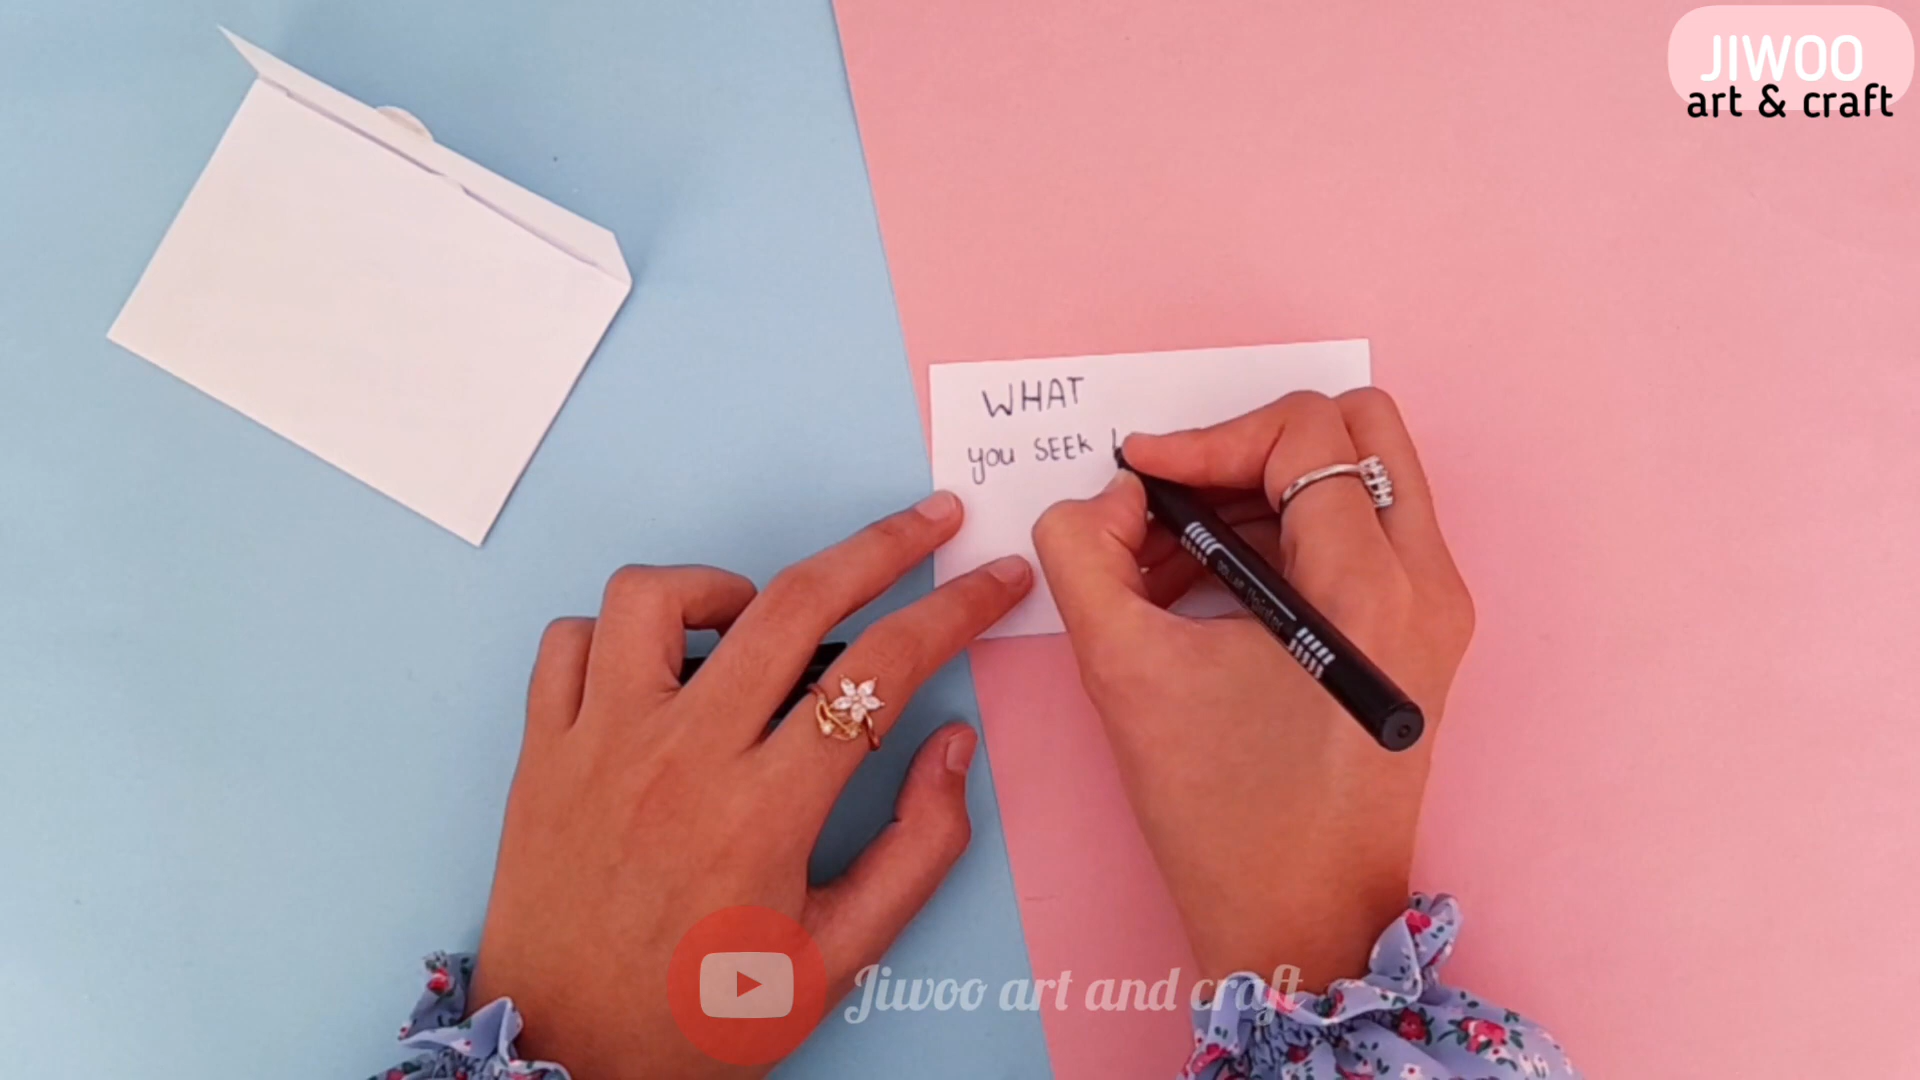 JIWOO
art & craft
WHAT
you SEEK
Jiwoo art and craft